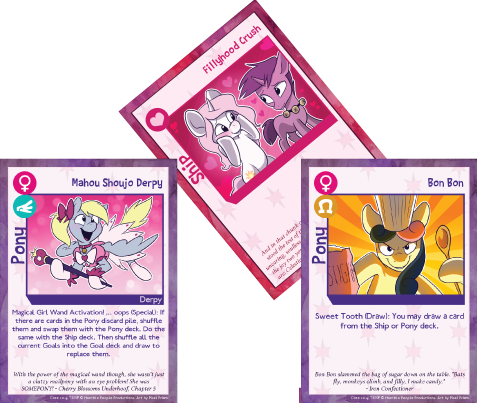 Fillyhood Crush
Ship
And in that
Mahou Shoujo Derpy
Pony
Derpy
Magical Girl Wand Activation! ... oops (Special): If
there are cards in the Pony discard pile, shuffle
them and swap them with the Pony deck. Do the
same with the Ship deck. Then shuffle all the
current Goals into the Goal deck and draw to
replace them.
With the power of the magical wand though, she wasn't just
a clutzy mailpony with an eye problem! She was
SOMEPONY! - Cherry Blossoms Underhoof, Chapter 5
Bon Bon
Pony
Sweet Tooth (Draw): You may draw a card
from the Ship or Pony deck.
Bon Bon slammed the bag of sugar down on the table. "Bats
fly, monkeys climb, and filly, I make candy."
- Iron Confectioner